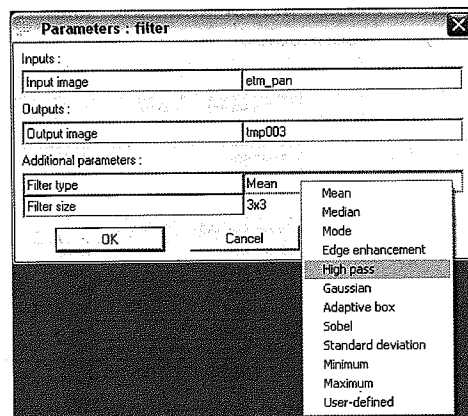 Parameters : filter
Inputs :
Input image etm_pan
Outputs :
Output image tmp003
Additional parameters :
Filter type Mean
Filter size 3x3
OK Cancel
Mean
Median
Mode
Edge enhancement
High pass
Gaussian
Adaptive box
Sobel
Standard deviation
Minimum
Maximum
User-defined